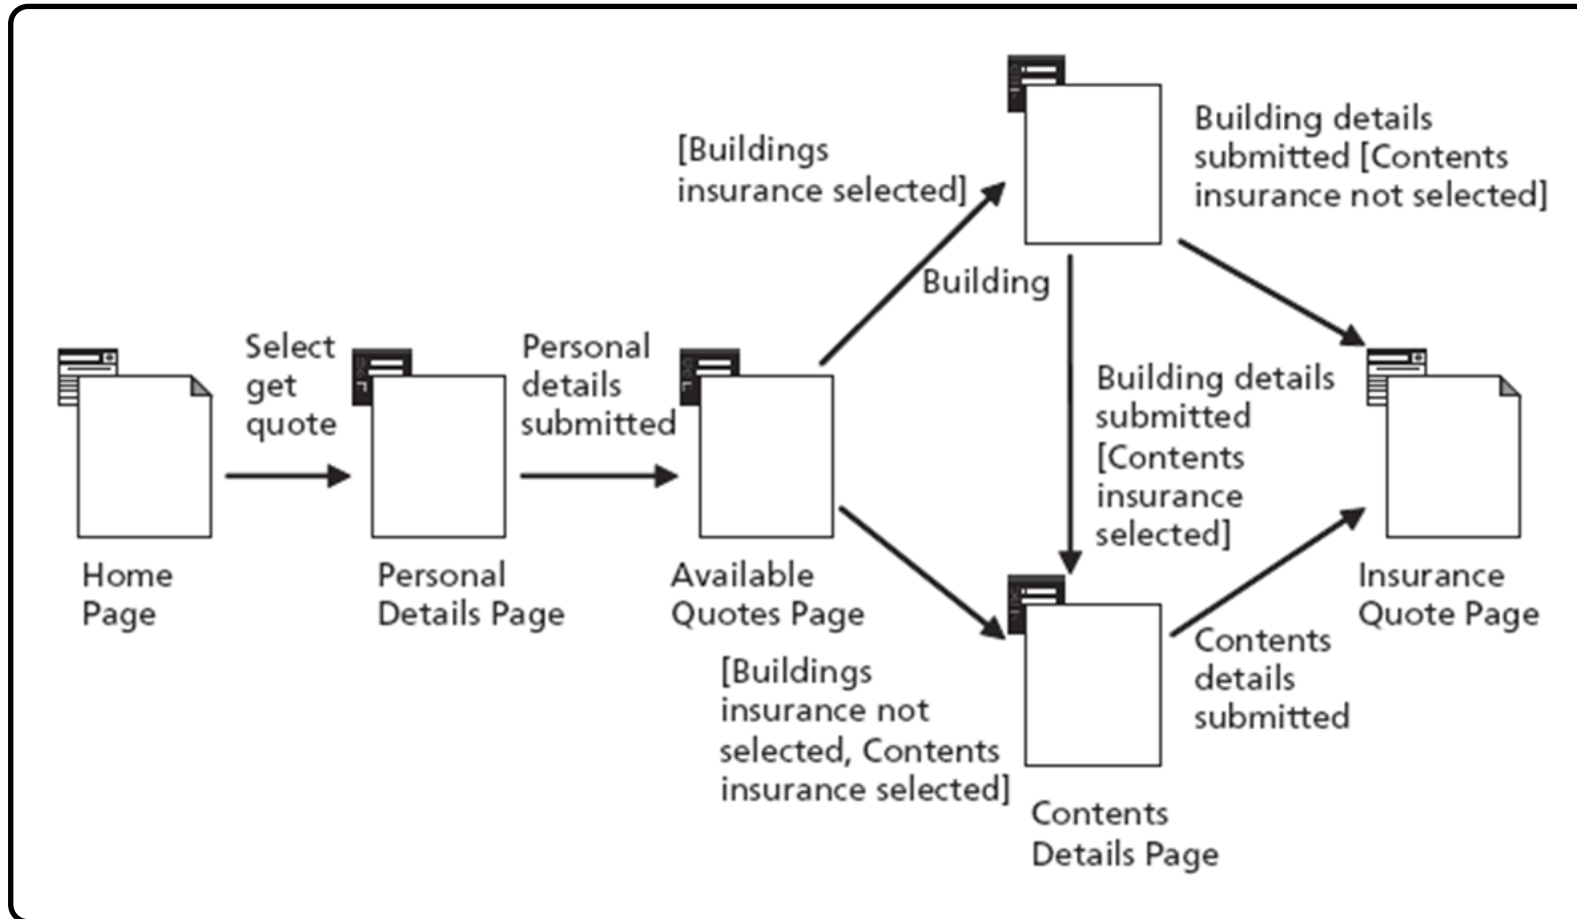 [Buildings
insurance selected]
Building details
submitted [Contents
insurance not selected]
Building
Select
get
quote
Personal
details
submitted
Building details
submitted
[Contents
insurance
selected]
Home
Page
Personal
Details Page
Available
Quotes Page
Insurance
Quote Page
[Buildings
insurance not
selected, Contents
insurance selected]
Contents
details
submitted
Contents
Details Page